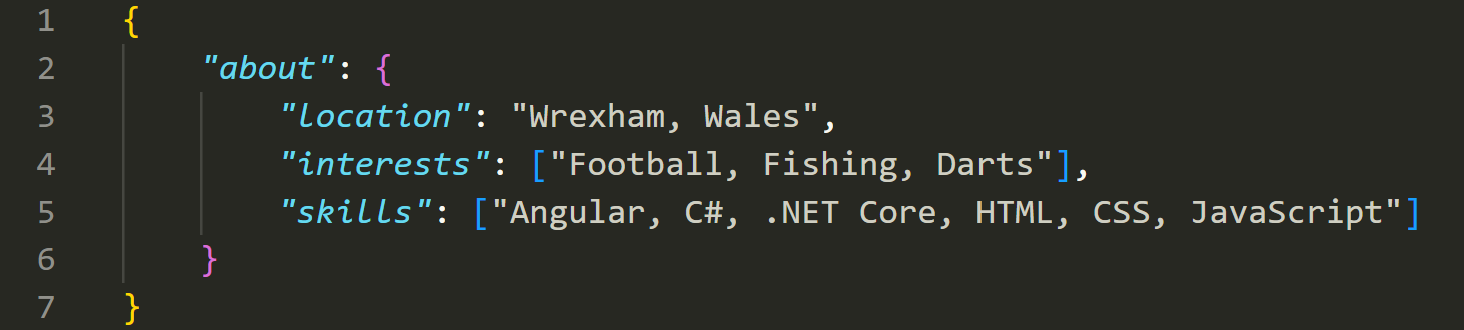 1 {
2 "about": {
3 "location": "Wrexham, Wales",
4 "interests": ["Football, Fishing, Darts"],
5 "skills": ["Angular, C#, .NET Core, HTML, CSS, JavaScript"]
6 }
7 }